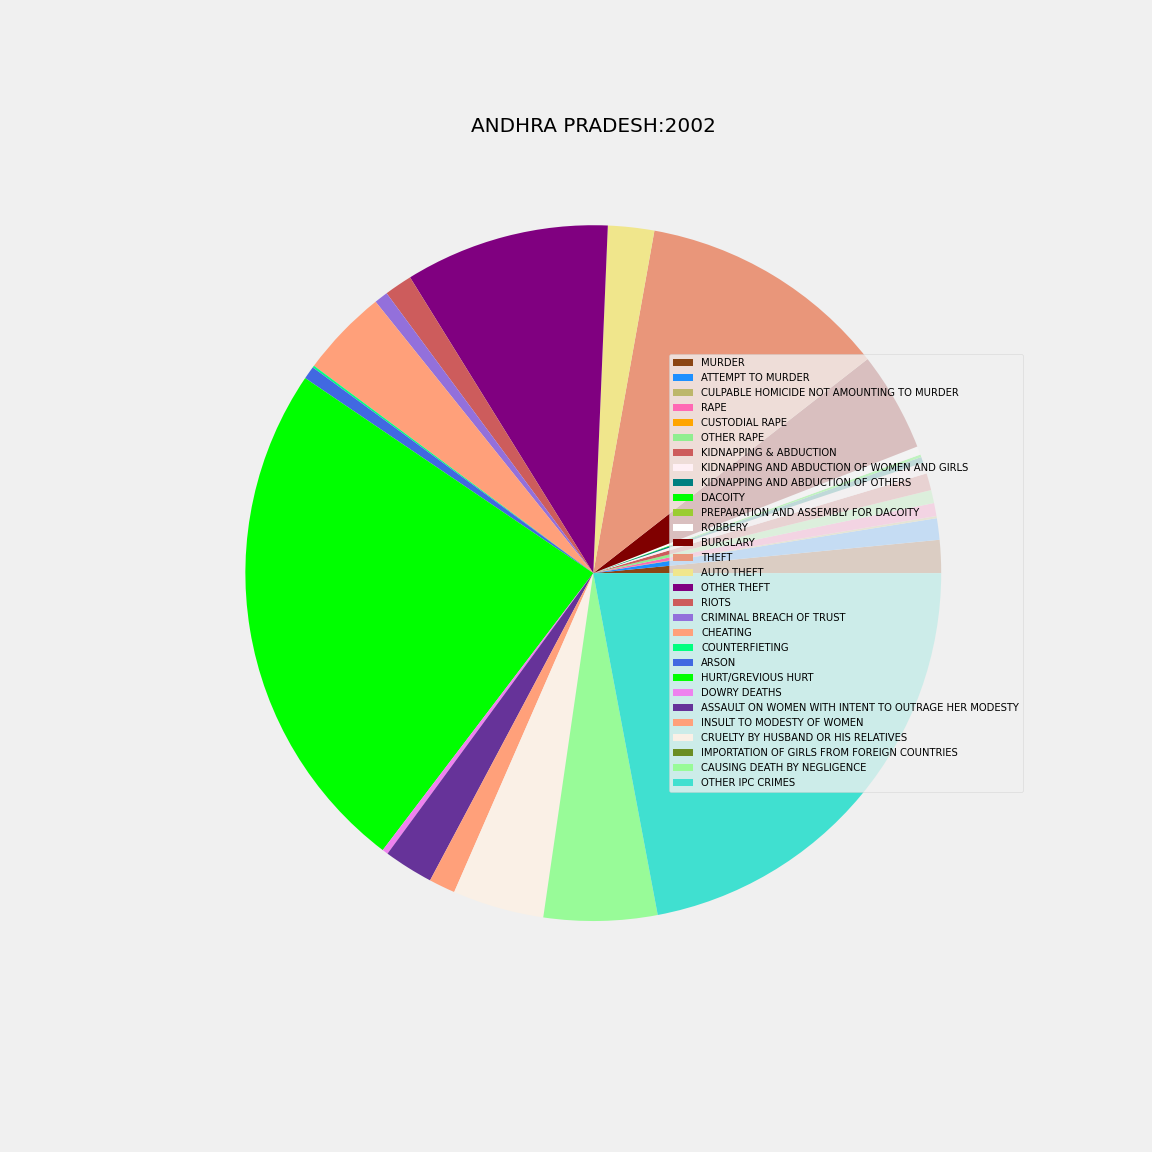 ANDHRA PRADESH:2002
MURDER
ATTEMPT TO MURDER
CULPABLE HOMICIDE NOT AMOUNTING TO MURDER
RAPE
CUSTODIAL RAPE
OTHER RAPE
KIDNAPPING & ABDUCTION
KIDNAPPING AND ABDUCTION OF WOMEN AND GIRLS
KIDNAPPING AND ABDUCTION OF OTHERS
DACOITY
PREPARATION AND ASSEMBLY FOR DACOITY
ROBBERY
BURGLARY
THEFT
AUTO THEFT
OTHER THEFT
RIOTS
CRIMINAL BREACH OF TRUST
CHEATING
COUNTERFIETING
ARSON
HURT/GREVIOUS HURT
DOWRY DEATHS
ASSAULT ON WOMEN WITH INTENT TO OUTRAGE HER MODESTY
INSULT TO MODESTY OF WOMEN
CRUELTY BY HUSBAND OR HIS RELATIVES
IMPORTATION OF GIRLS FROM FOREIGN COUNTRIES
CAUSING DEATH BY NEGLIGENCE
OTHER IPC CRIMES